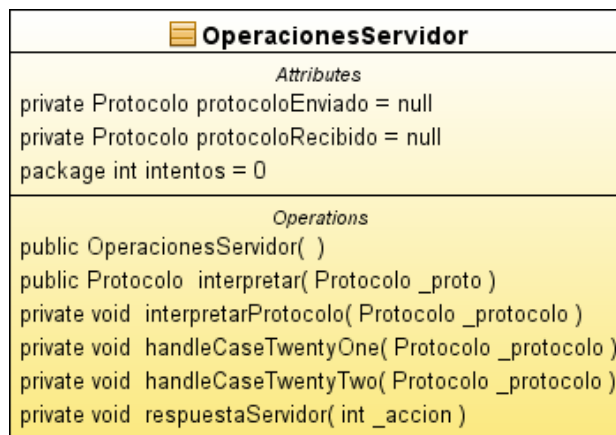 OperacionesServidor
Attributes
private Protocolo protocoloEnviado = null
private Protocolo protocoloRecibido = null
package int intentos = 0
Operations
public OperacionesServidor( )
public Protocolo interpretar( Protocolo _proto )
private void interpretarProtocolo( Protocolo _protocolo )
private void handleCaseTwentyOne( Protocolo _protocolo )
private void handleCaseTwentyTwo( Protocolo _protocolo )
private void respuestaServidor( int _accion )